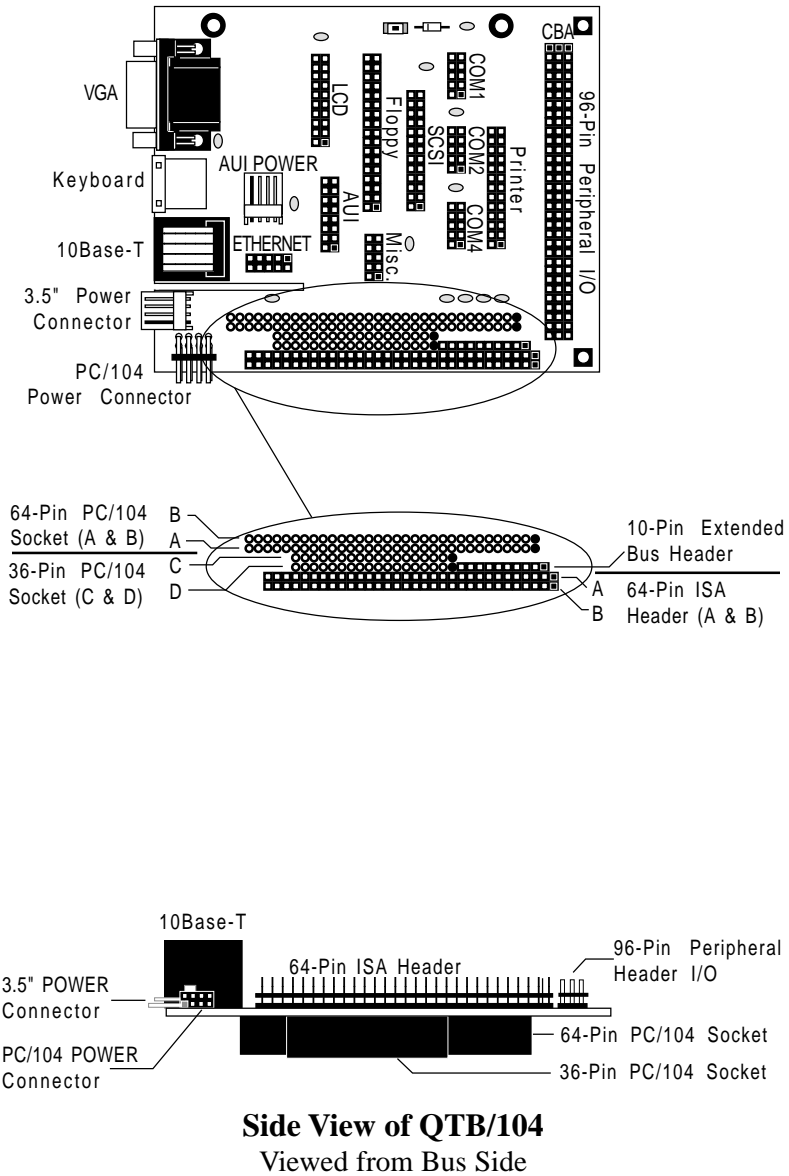 CBA
VGA
LCD
Floppy
COM1
SCSI
COM2
Printer
96-Pin Peripheral I/O
AUI POWER
Keyboard
AUI
COM4
10Base-T
ETHERNET
Misc.
3.5" Power
Connector
PC/104
Power Connector
64-Pin PC/104
Socket (A & B)
B
A
36-Pin PC/104
Socket (C & D)
C
D
10-Pin Extended
Bus Header
A
B
64-Pin ISA
Header (A & B)
10Base-T
64-Pin ISA Header
96-Pin Peripheral
Header I/O
3.5" POWER
Connector
PC/104 POWER
Connector
64-Pin PC/104 Socket
36-Pin PC/104 Socket
Side View of QTB/104
Viewed from Bus Side